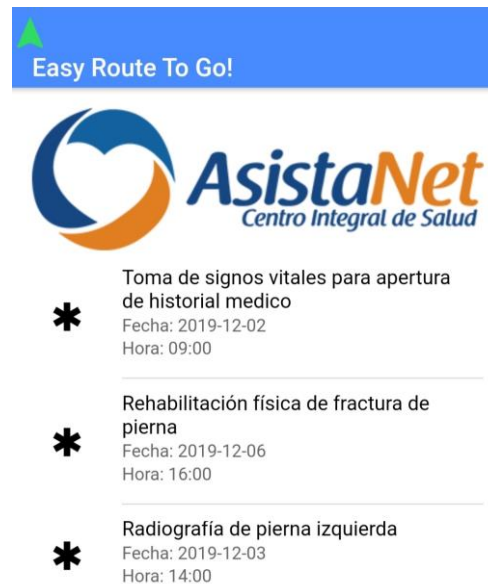 Easy Route To Go!
AsistaNet
Centro Integral de Salud
Toma de signos vitales para apertura
de historial medico
Fecha: 2019-12-02
Hora: 09:00
Rehabilitación física de fractura de
pierna
Fecha: 2019-12-06
Hora: 16:00
Radiografía de pierna izquierda
Fecha: 2019-12-03
Hora: 14:00